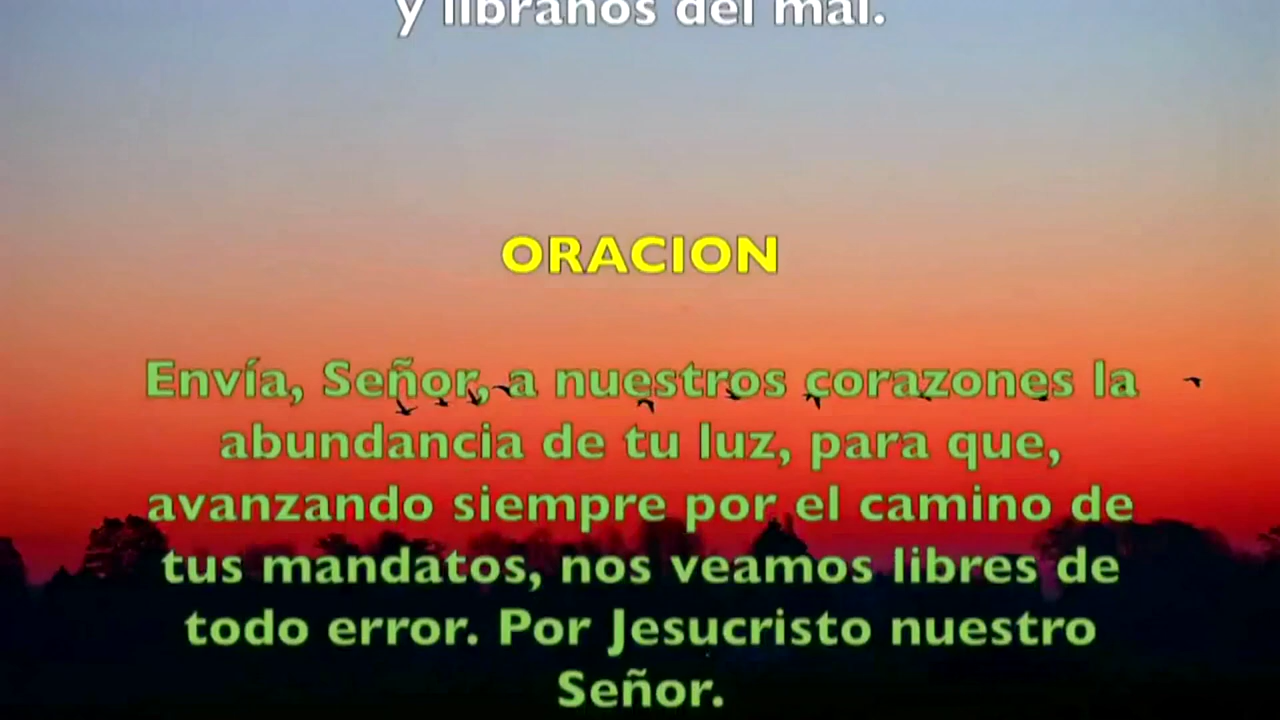 y líbranos del mal.
ORACION
Envía, Señor, a nuestros corazones la
abundancia de tu luz, para que,
avanzando siempre por el camino de
tus mandatos, nos veamos libres de
todo error. Por Jesucristo nuestro
Señor.